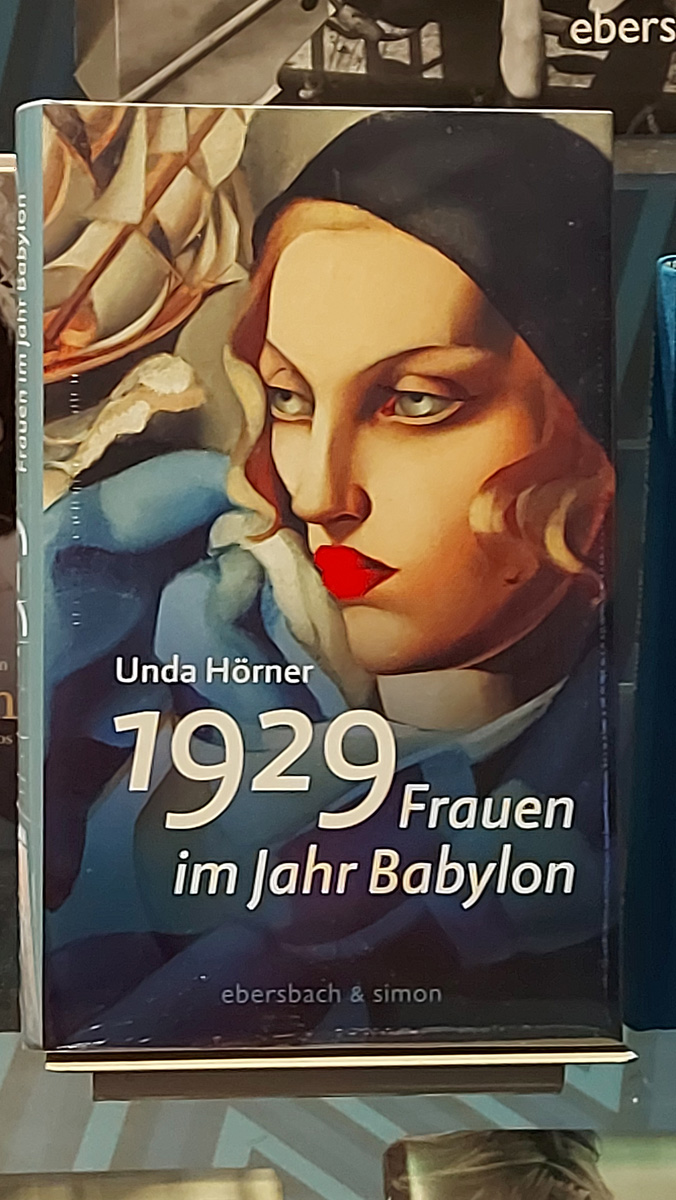 ebers
Frauen im Jahr Babylon
Unda Hörner
1929
Frauen
im Jahr Babylon
ebersbach & simon